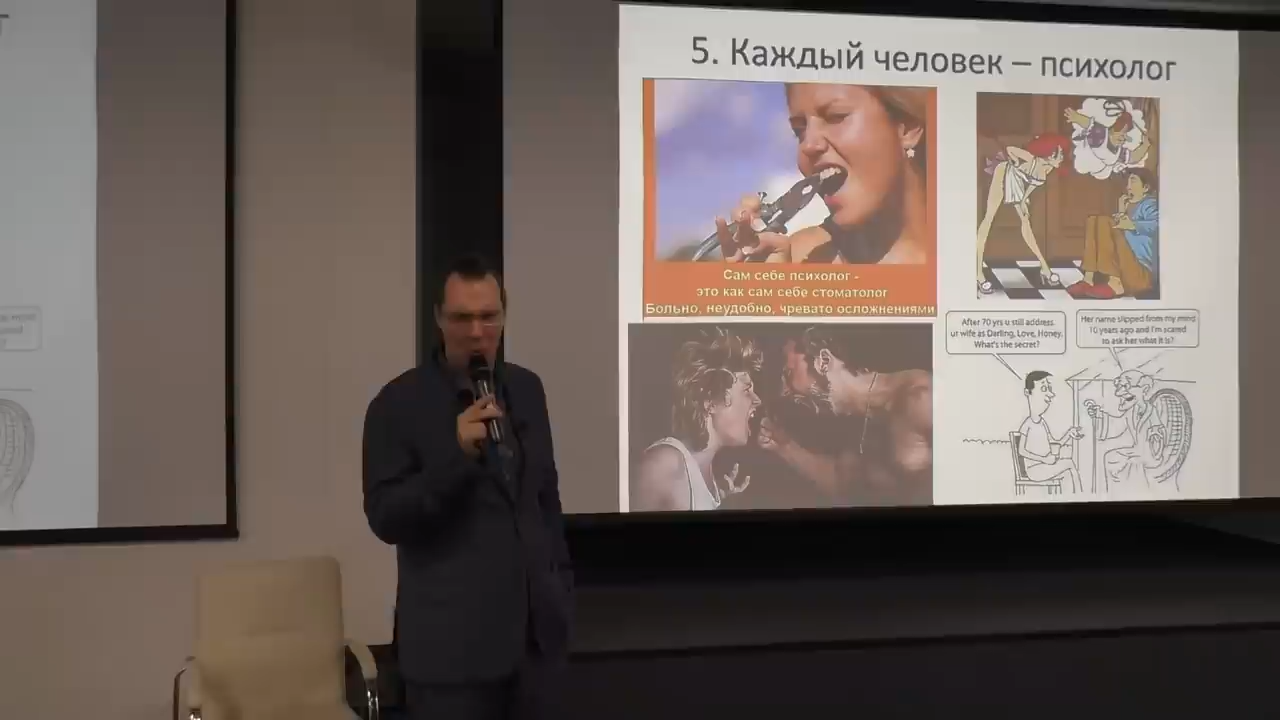 5. Каждый человек – психолог
Сам себе психолог -
это как сам себе стоматолог
Больно, неудобно, чревато осложнениями
After 70 yrs u still address
ur wife as Darling, Love, Honey.
What's the secret?
Her name slipped from my mind
10 years ago and I'm scared
to ask her what it is?